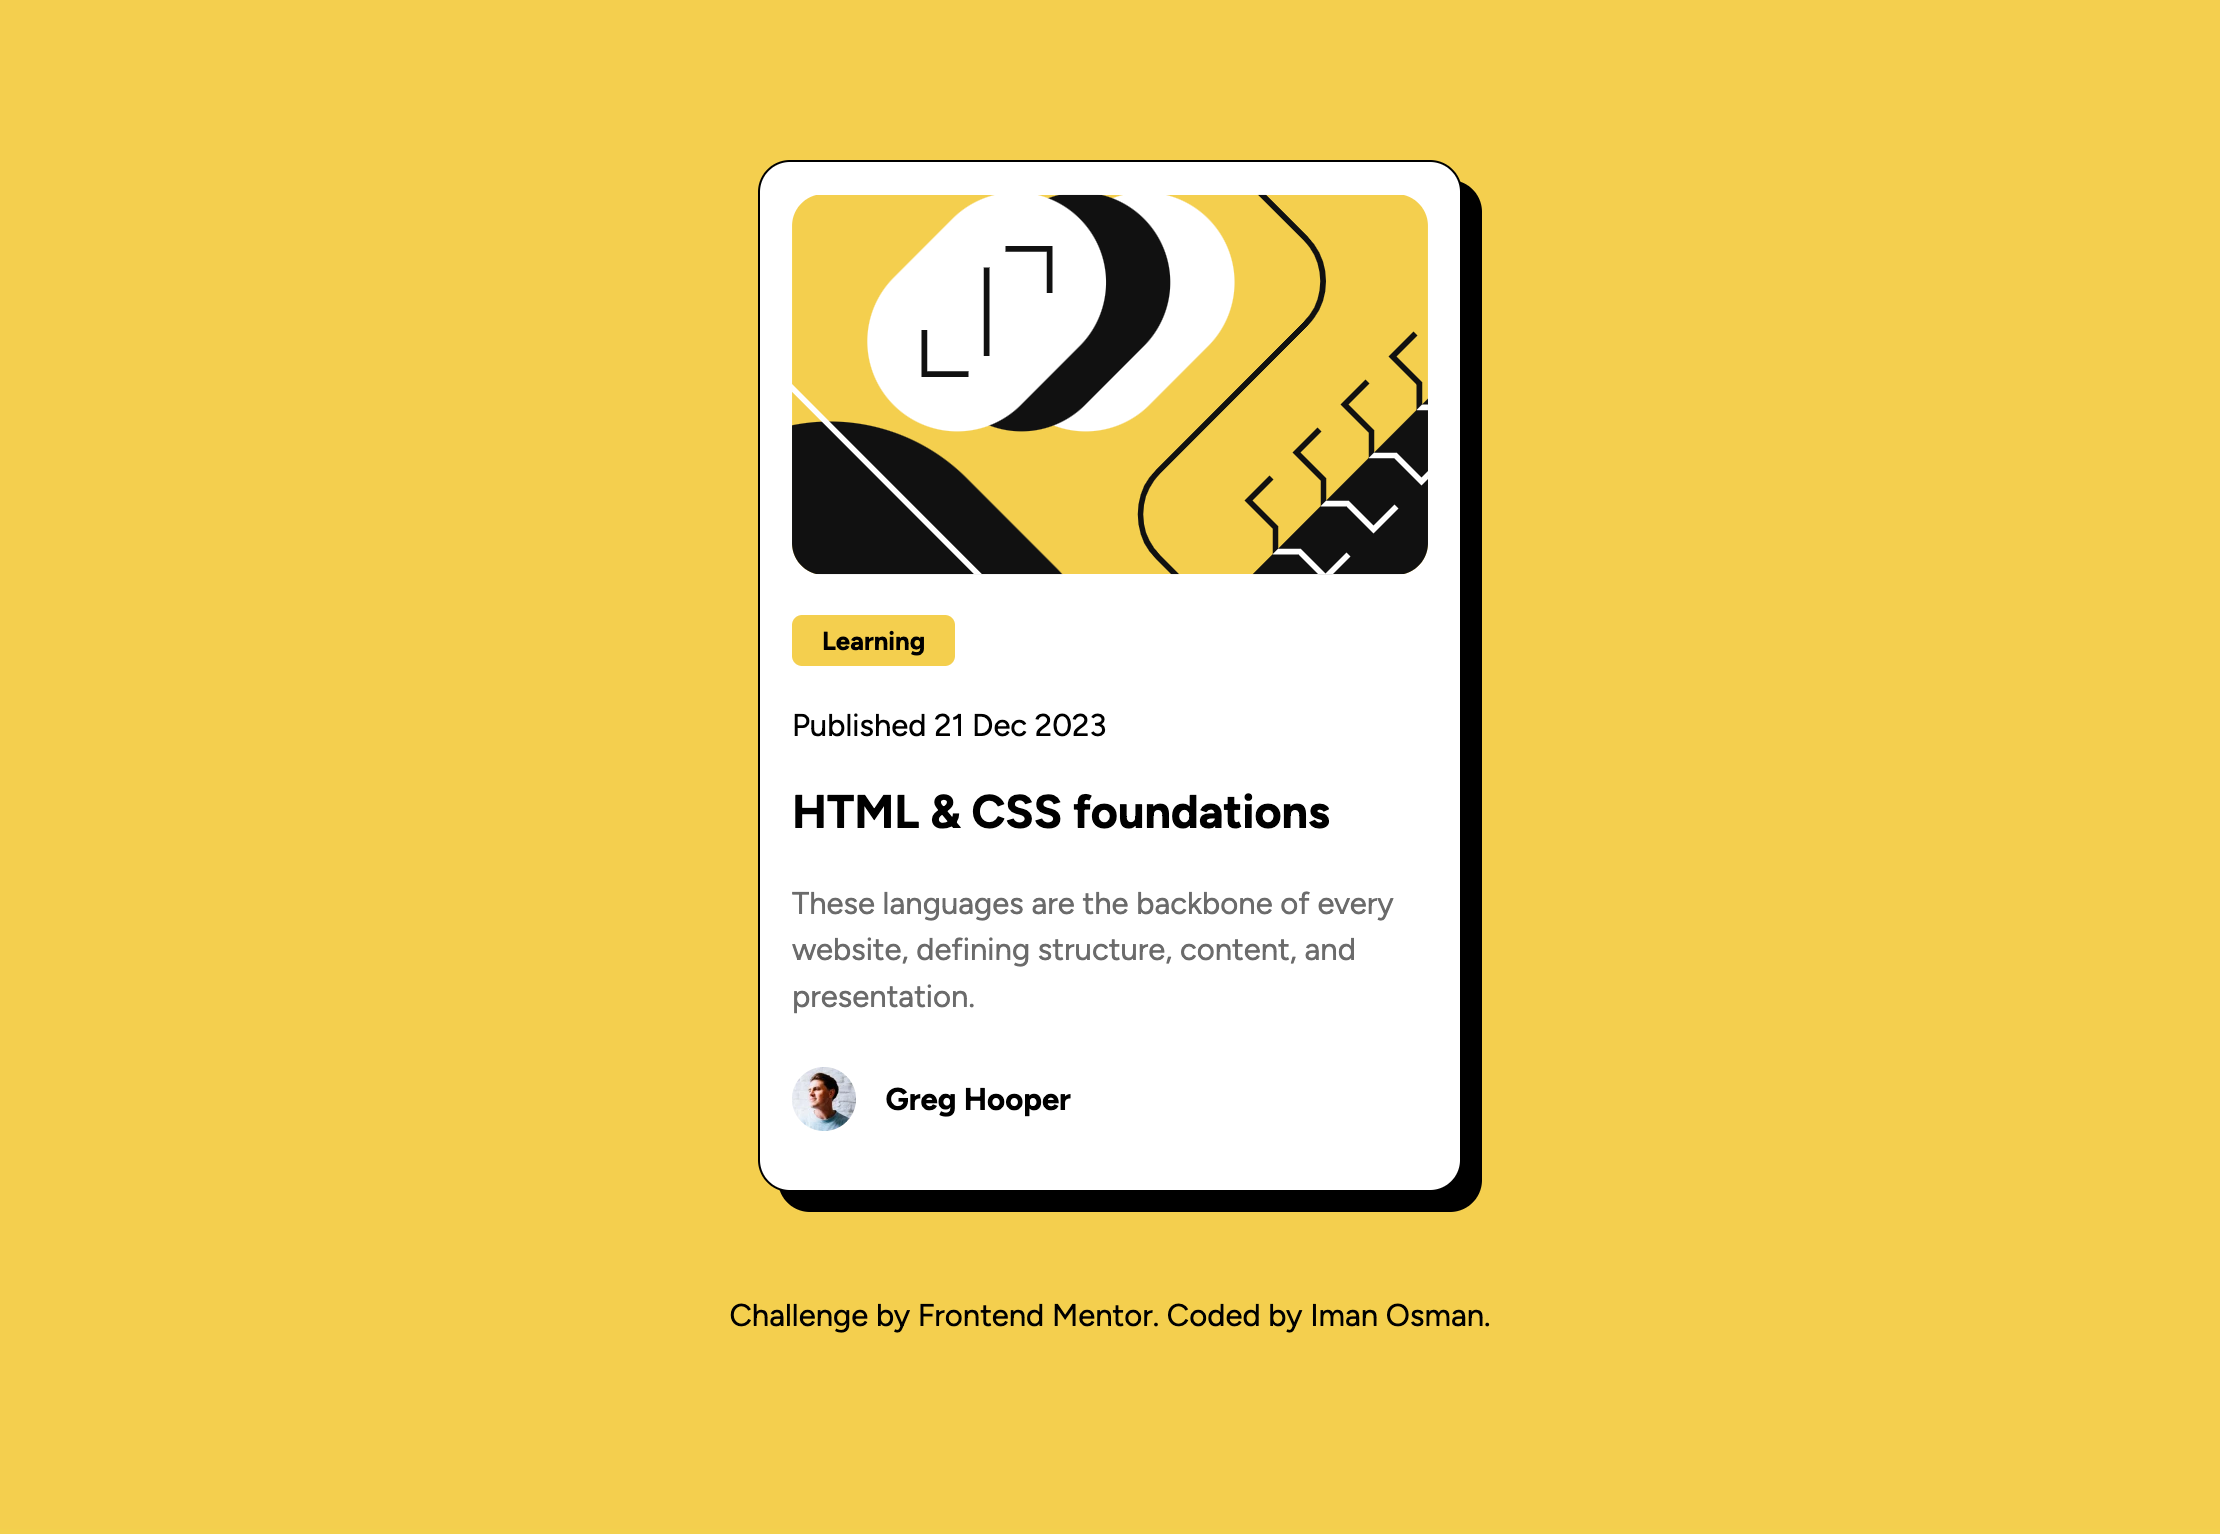 Learning
Published 21 Dec 2023
HTML & CSS foundations
These languages are the backbone of every
website, defining structure, content, and
presentation.
Greg Hooper
Challenge by Frontend Mentor. Coded by Iman Osman.